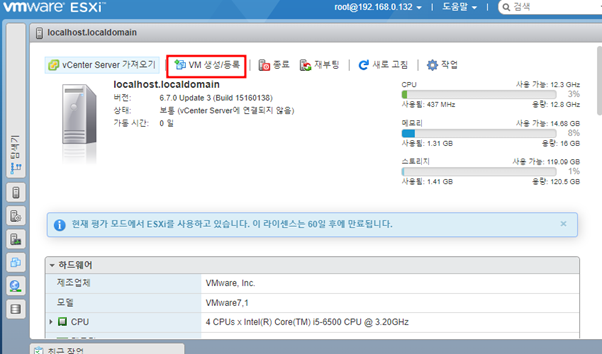 vmware ESXi™
root@192.168.0.132 | 도움말 | 검색
localhost.localdomain
vCenter Server 가져오기 | VM 생성/등록 | 종료 재부팅 | 새로 고침 | 작업
localhost.localdomain
버전: 6.7.0 Update 3 (Build 15160138)
상태: 보통 (vCenter Server에 연결되지 않음)
가동 시간: 0 일
CPU 사용 가능: 12.3 GHz
3%
사용됨: 437 MHz 용량: 12.8 GHz
메모리 사용 가능: 14.68 GB
8%
사용됨: 1.31 GB 용량: 16 GB
스토리지 사용 가능: 119.09 GB
1%
사용됨: 1.41 GB 용량: 120.5 GB
탐색기
현재 평가 모드에서 ESXi를 사용하고 있습니다. 이 라이센스는 60일 후에 만료됩니다.
하드웨어
제조업체 VMware, Inc.
모델 VMware7,1
CPU 4 CPUs x Intel(R) Core(TM) i5-6500 CPU @ 3.20GHz
최근 작업